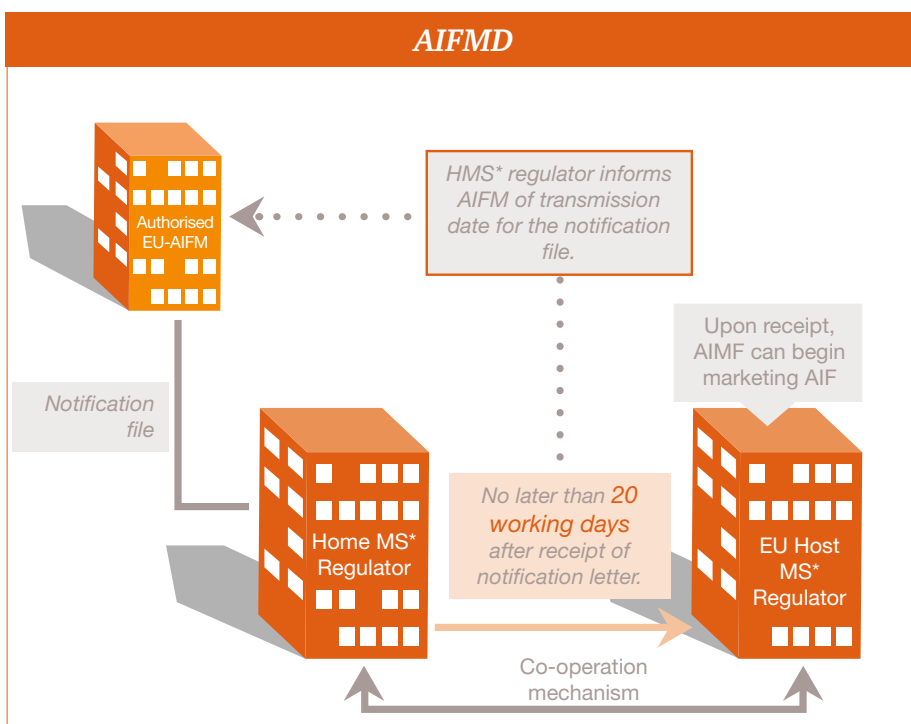 AIFMD
HMS* regulator informs
AIFM of transmission
date for the notification
file.
Authorised
EU-AIFM
Upon receipt,
AIMF can begin
marketing AIF
Notification
file
No later than 20
working days
after receipt of
notification letter.
Home MS*
Regulator
EU Host
MS*
Regulator
Co-operation
mechanism